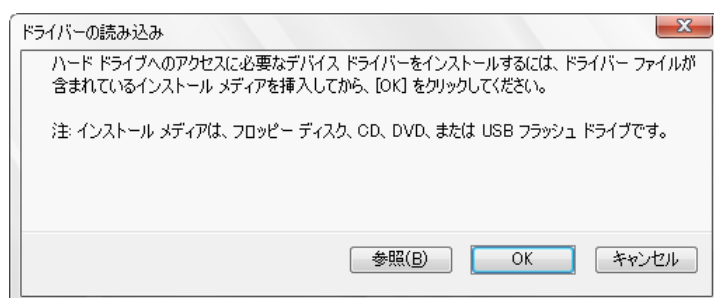 ドライバーの読み込み
ハード ドライブへのアクセスに必要なデバイス ドライバーをインストールするには、ドライバー ファイルが
含まれているインストール メディアを挿入してから、[OK] をクリックしてください。
注: インストール メディアは、フロッピー ディスク、CD、DVD、または USB フラッシュ ドライブです。
参照(B) OK キャンセル